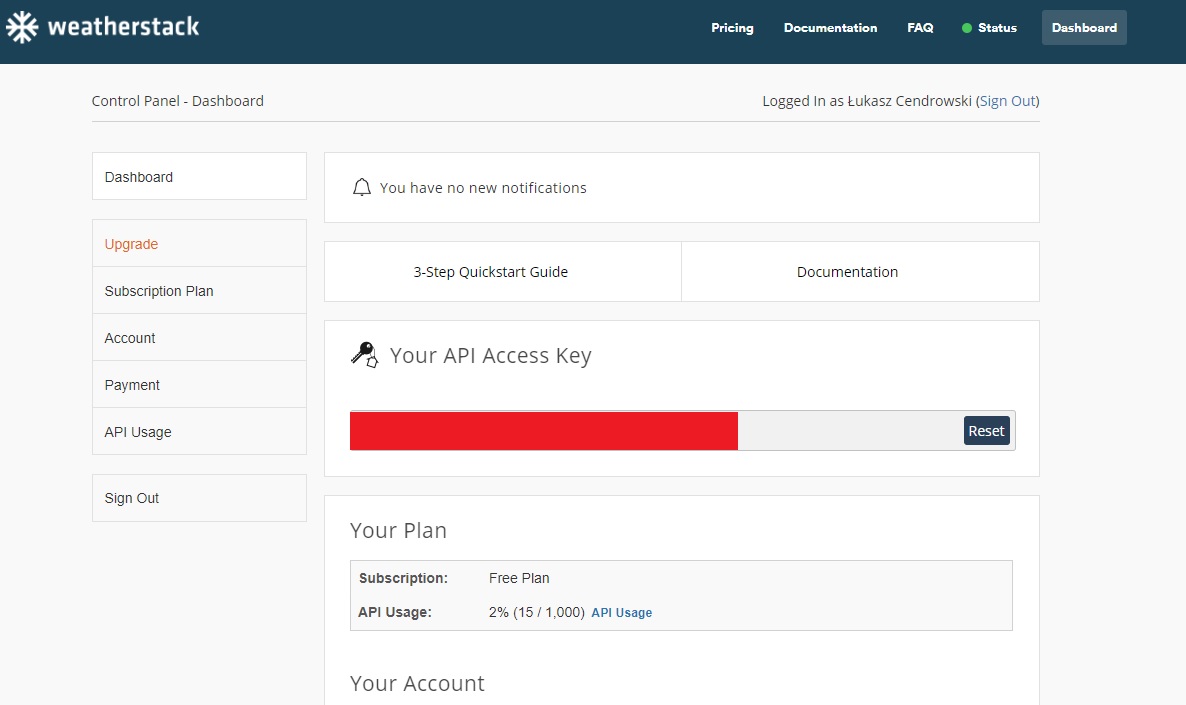 weatherstack
Pricing Documentation FAQ Status Dashboard
Control Panel - Dashboard
Logged In as Łukasz Cendrowski (Sign Out)
Dashboard
Upgrade
Subscription Plan
Account
Payment
API Usage
Sign Out
You have no new notifications
3-Step Quickstart Guide
Documentation
Your API Access Key
Reset
Your Plan
Subscription: Free Plan
API Usage: 2% (15 / 1,000) API Usage
Your Account